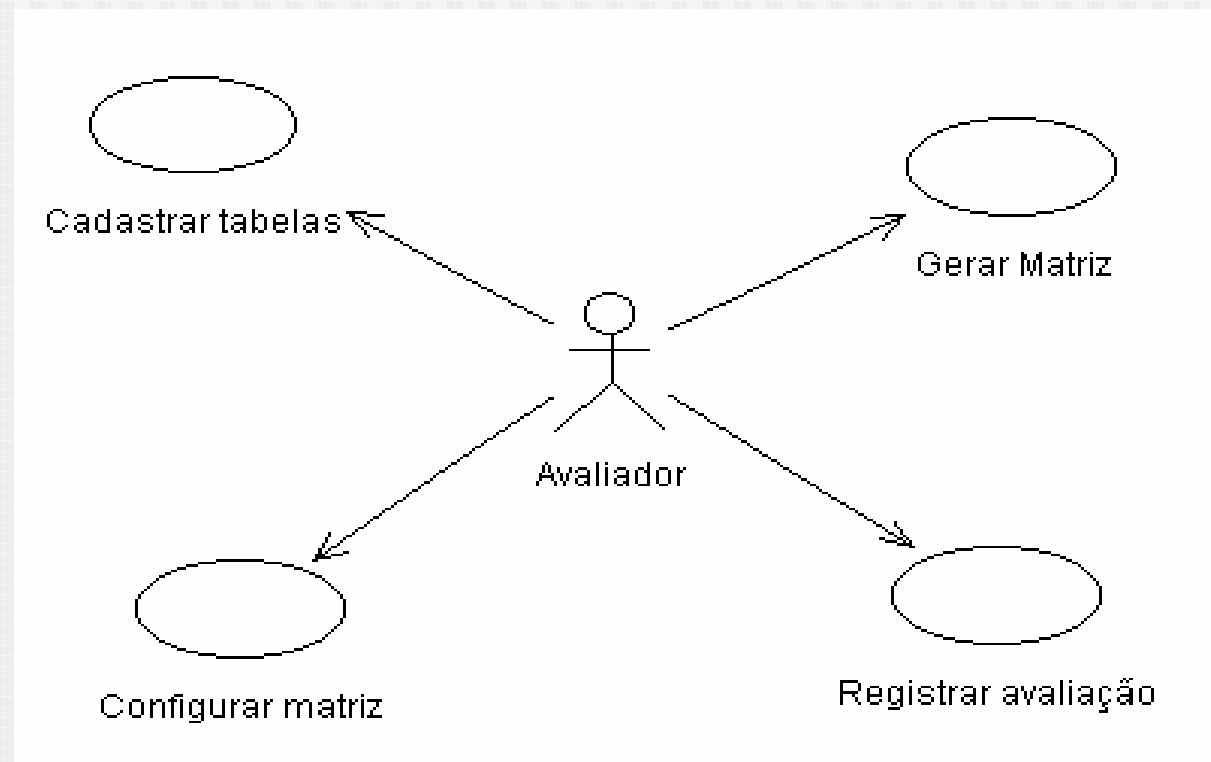 Cadastrar tabelas
Gerar Matriz
Avaliador
Configurar matriz
Registrar avaliação